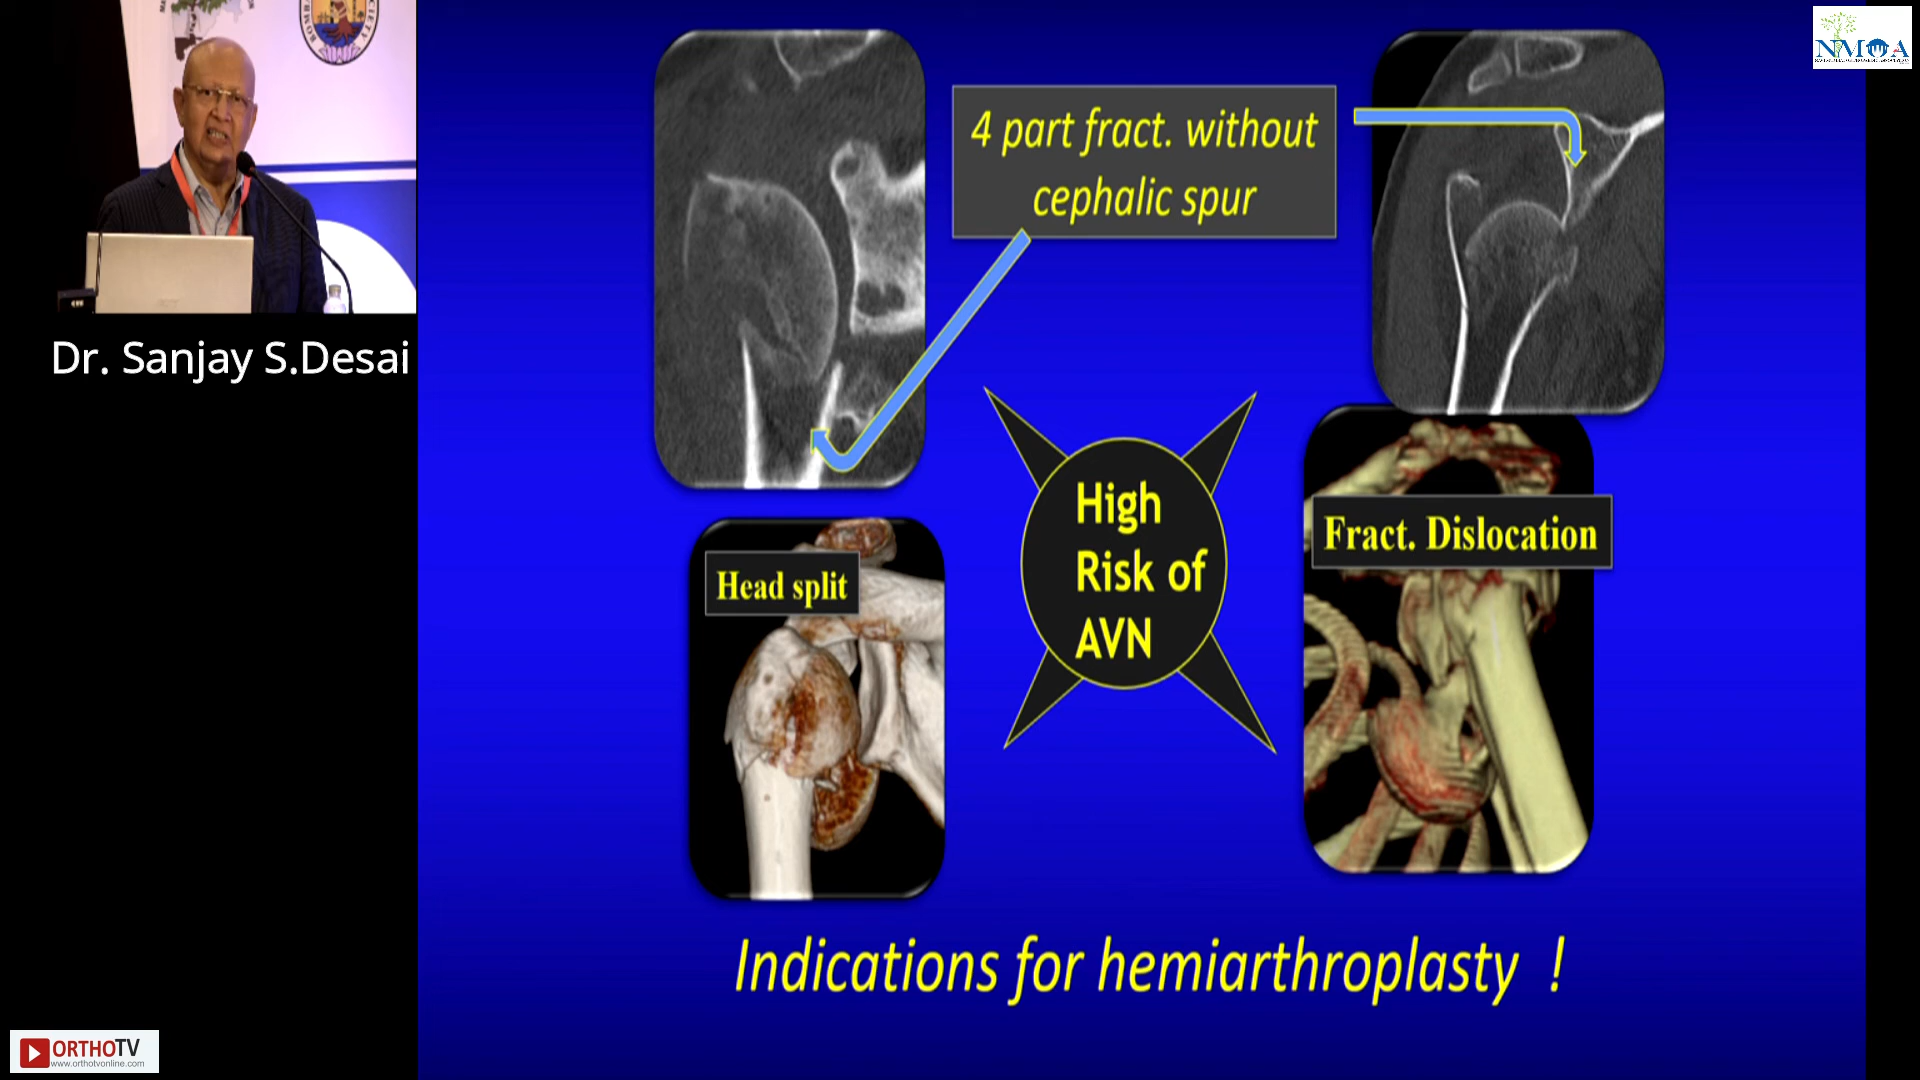 NMOA
Dr. Sanjay S.Desai
4 part fract. without
cephalic spur
High
Risk of
AVN
Head split
Fract. Dislocation
Indications for hemiarthroplasty !
ORTHOTV
www.orthotvonline.com